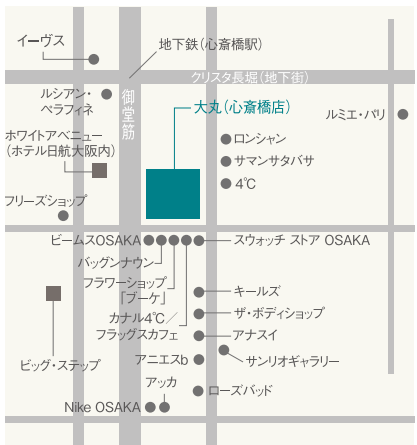 イーヴス
地下鉄(心斎橋駅)
クリスタ長堀(地下街)
ルシアン・
ペラフィネ
御堂筋
大丸(心斎橋店)
ルミエ・パリ
ホワイトアベニュー
(ホテル日航大阪内)
ロンシャン
サマンサタバサ
4℃
フリーズショップ
ビームスOSAKA
スウォッチ ストア OSAKA
バッグンナウン
フラワーショップ
「ブーケ」
カナル4℃/
フラッグスカフェ
キールズ
ザ・ボディショップ
アナスイ
ビッグ・ステップ
アニエスb
サンリオギャラリー
アッカ
ローズバッド
Nike OSAKA